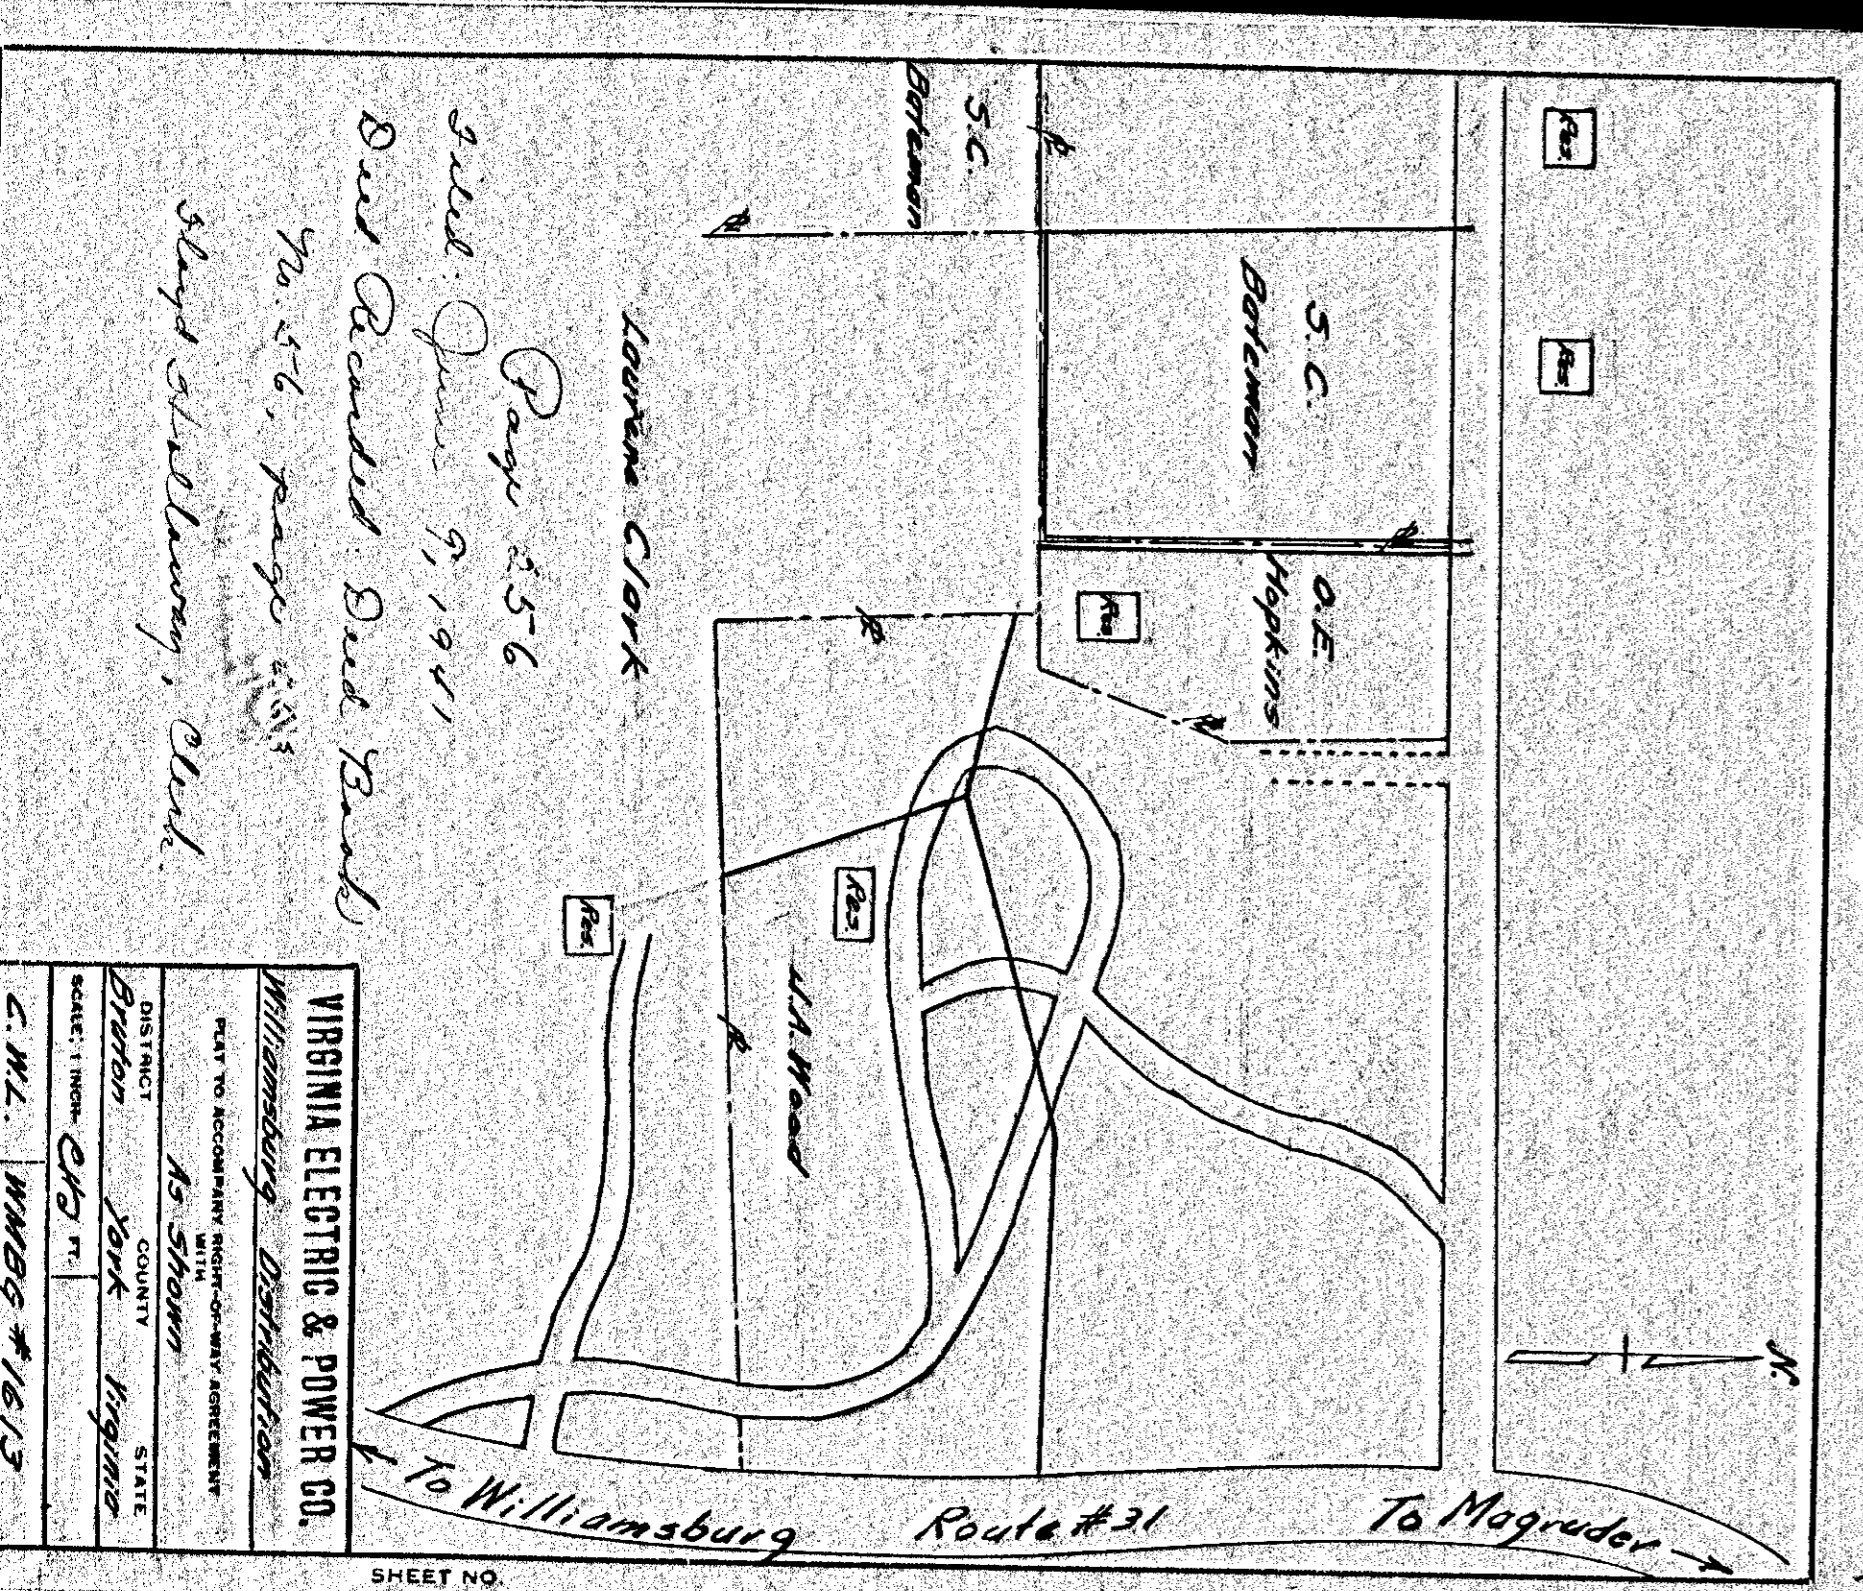 Res.
Res.
S.C.
Bateman
S.C.
Bateman
O.E.
Hopkins
Res.
Louvena Clark
Res.
Res.
W.A. Wood
N.
To Williamsburg
Route #31
To Magruder
Page 256
Filed: June 9, 1941
Deed Recorded: Deed Book
No. 56, page
Floyd Holloway, Clerk.
VIRGINIA ELECTRIC & POWER CO.
Williamsburg Distribution
PLAT TO ACCOMPANY RIGHT-OF-WAY AGREEMENT
WITH
As Shown
DISTRICT COUNTY STATE
Bruton York Virginia
SCALE: 1 INCH= FT.
C.W.L. WMBG #1613
SHEET NO